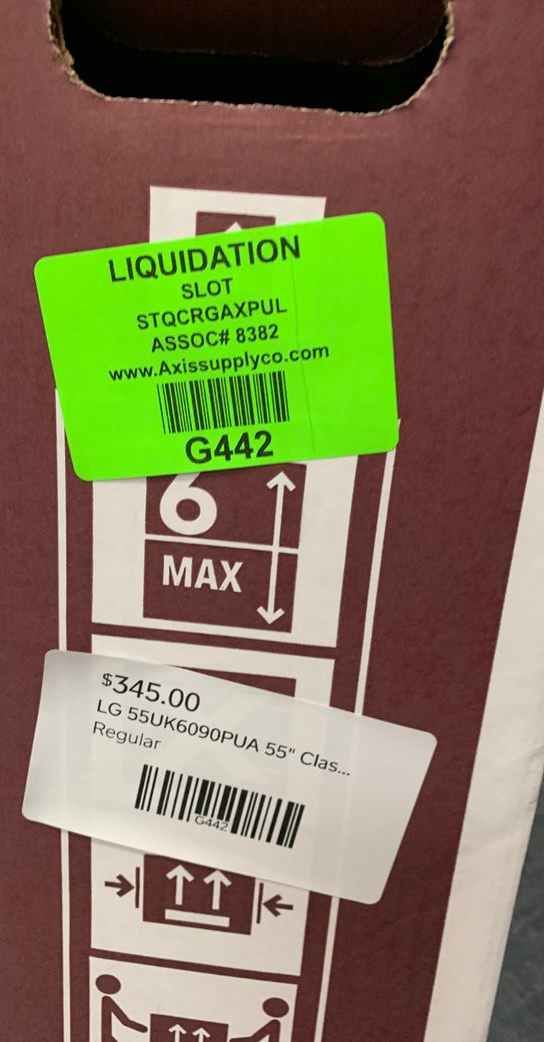 LIQUIDATION
SLOT
STQCRGAXPUL
ASSOC# 8382
www.Axissupplyco.com
G442
6
MAX
$345.00
LG 55UK6090PUA 55" Clas...
Regular
G442